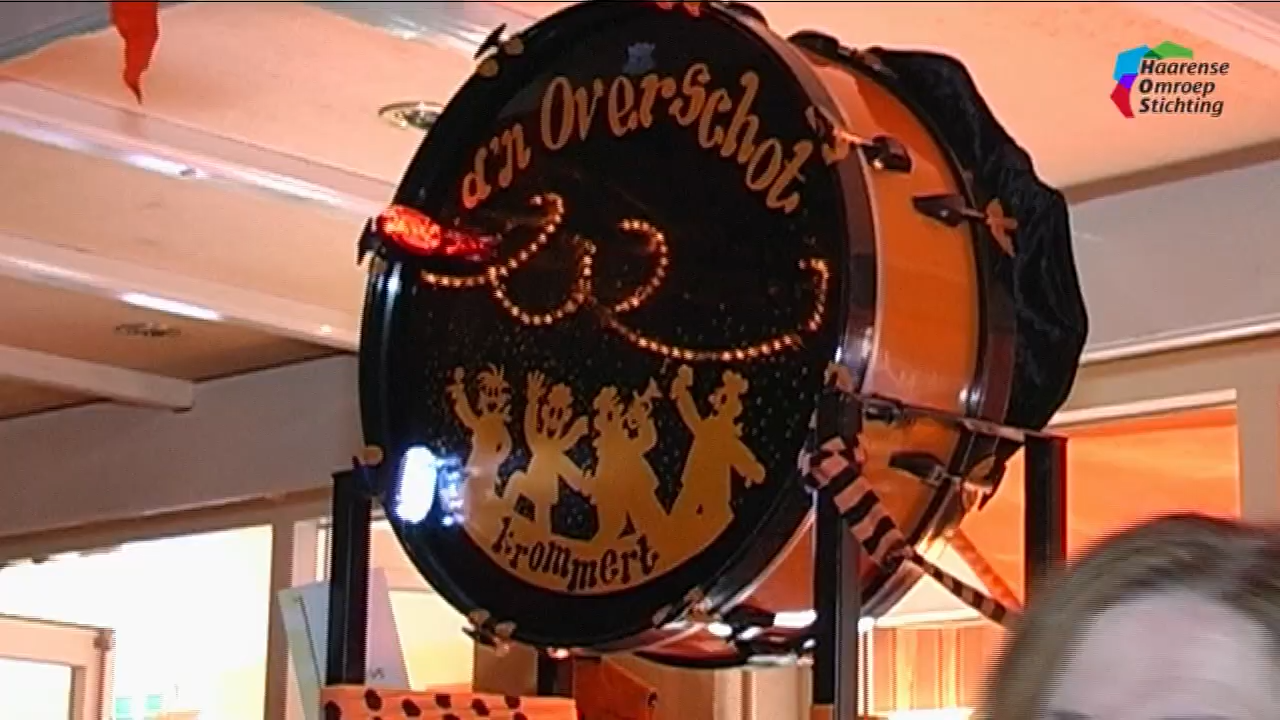 d'n Overschot
krommert
Haarense
Omroep
Stichting